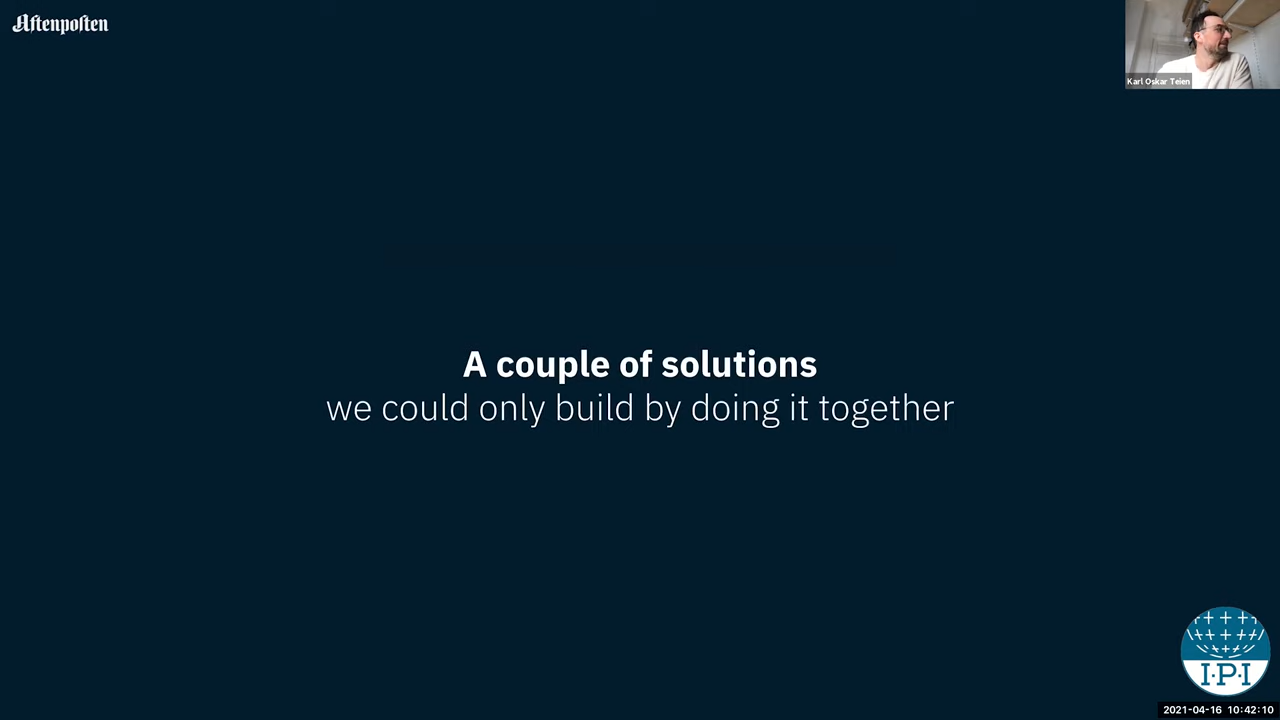 Aftenposten
Karl Oskar Teien
A couple of solutions
we could only build by doing it together
I·P·I
2021-04-16 10:42:10